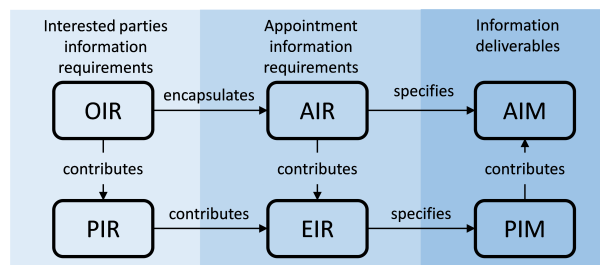 Interested parties
information
requirements
Appointment
information
requirements
Information
deliverables
OIR
encapsulates
AIR
specifies
AIM
contributes
contributes
contributes
PIR
contributes
EIR
specifies
PIM